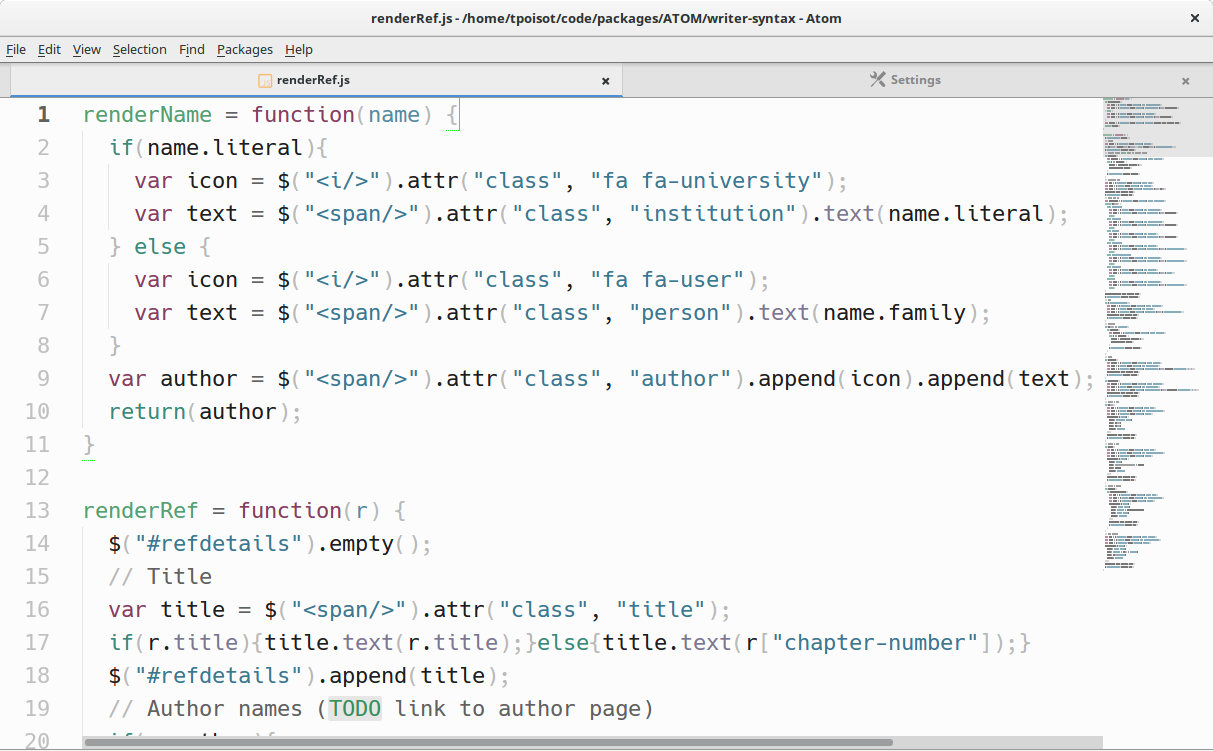 renderRef.js - /home/tpoisot/code/packages/ATOM/writer-syntax - Atom
File Edit View Selection Find Packages Help
renderRef.js Settings
1 renderName = function(name) {
2 if(name.literal){
3 var icon = $("<i/>").attr("class", "fa fa-university");
4 var text = $("<span/>").attr("class", "institution").text(name.literal);
5 } else {
6 var icon = $("<i/>").attr("class", "fa fa-user");
7 var text = $("<span/>").attr("class", "person").text(name.family);
8 }
9 var author = $("<span/>").attr("class", "author").append(icon).append(text);
10 return(author);
11 }
12
13 renderRef = function(r) {
14 $("#refdetails").empty();
15 // Title
16 var title = $("<span/>").attr("class", "title");
17 if(r.title){title.text(r.title);}else{title.text(r["chapter-number"]);}
18 $("#refdetails").append(title);
19 // Author names (TODO link to author page)
20